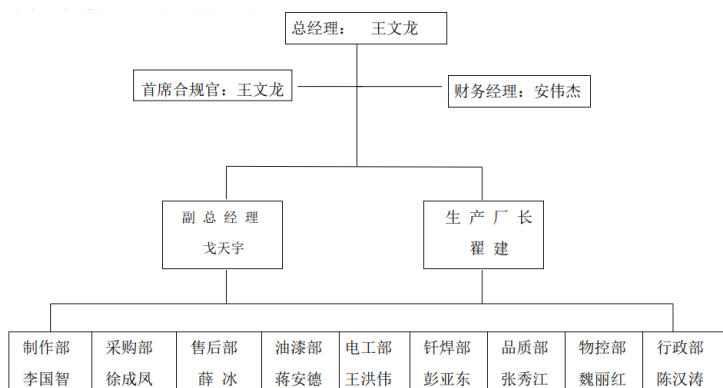 总经理： 王文龙
首席合规官：王文龙
财务经理：安伟杰
副 总 经 理
戈天宇
生 产 厂 长
翟 建
制作部 采购部 售后部 油漆部 电工部 钎焊部 品质部 物控部 行政部
李国智 徐成凤 薛 冰 蒋安德 王洪伟 彭亚东 张秀江 魏丽红 陈汉涛